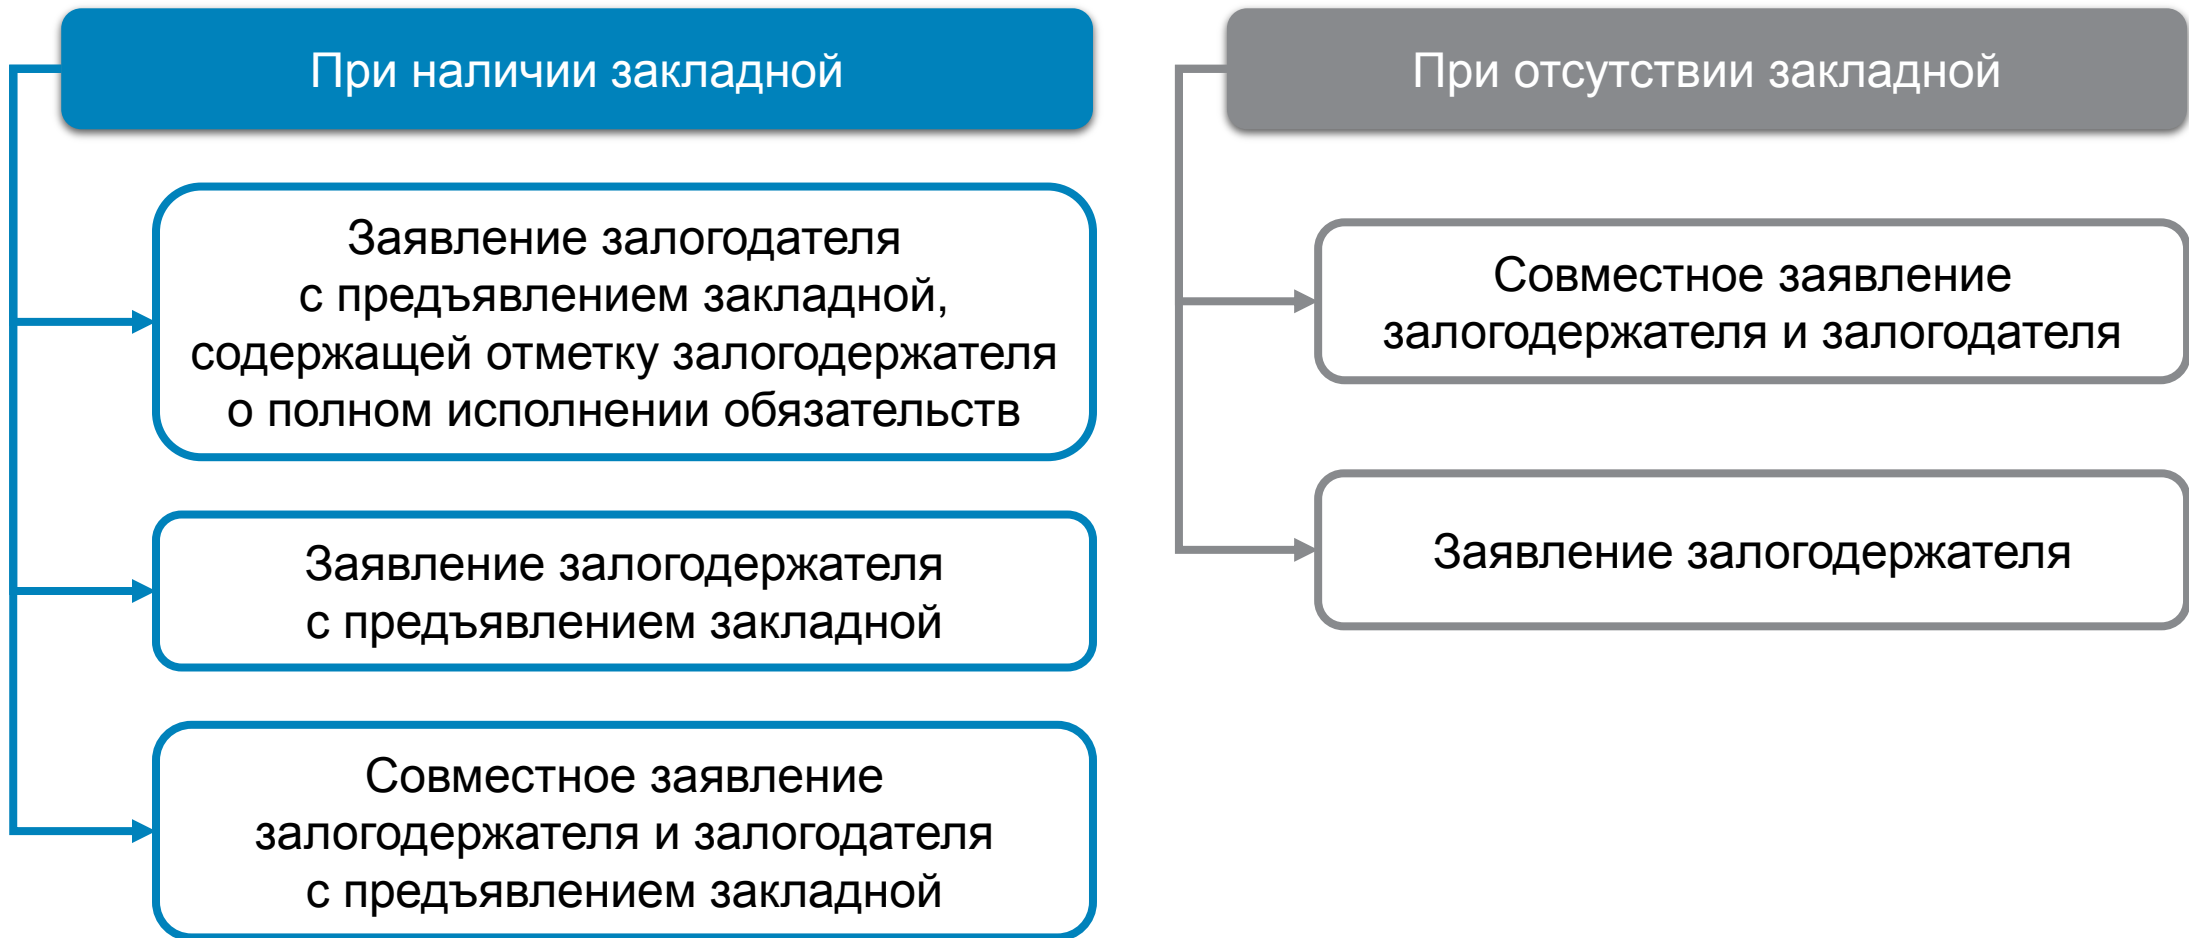 При наличии закладной
Заявление залогодателя
с предъявлением закладной,
содержащей отметку залогодержателя
о полном исполнении обязательств
Заявление залогодержателя
с предъявлением закладной
Совместное заявление
залогодержателя и залогодателя
с предъявлением закладной
При отсутствии закладной
Совместное заявление
залогодержателя и залогодателя
Заявление залогодержателя